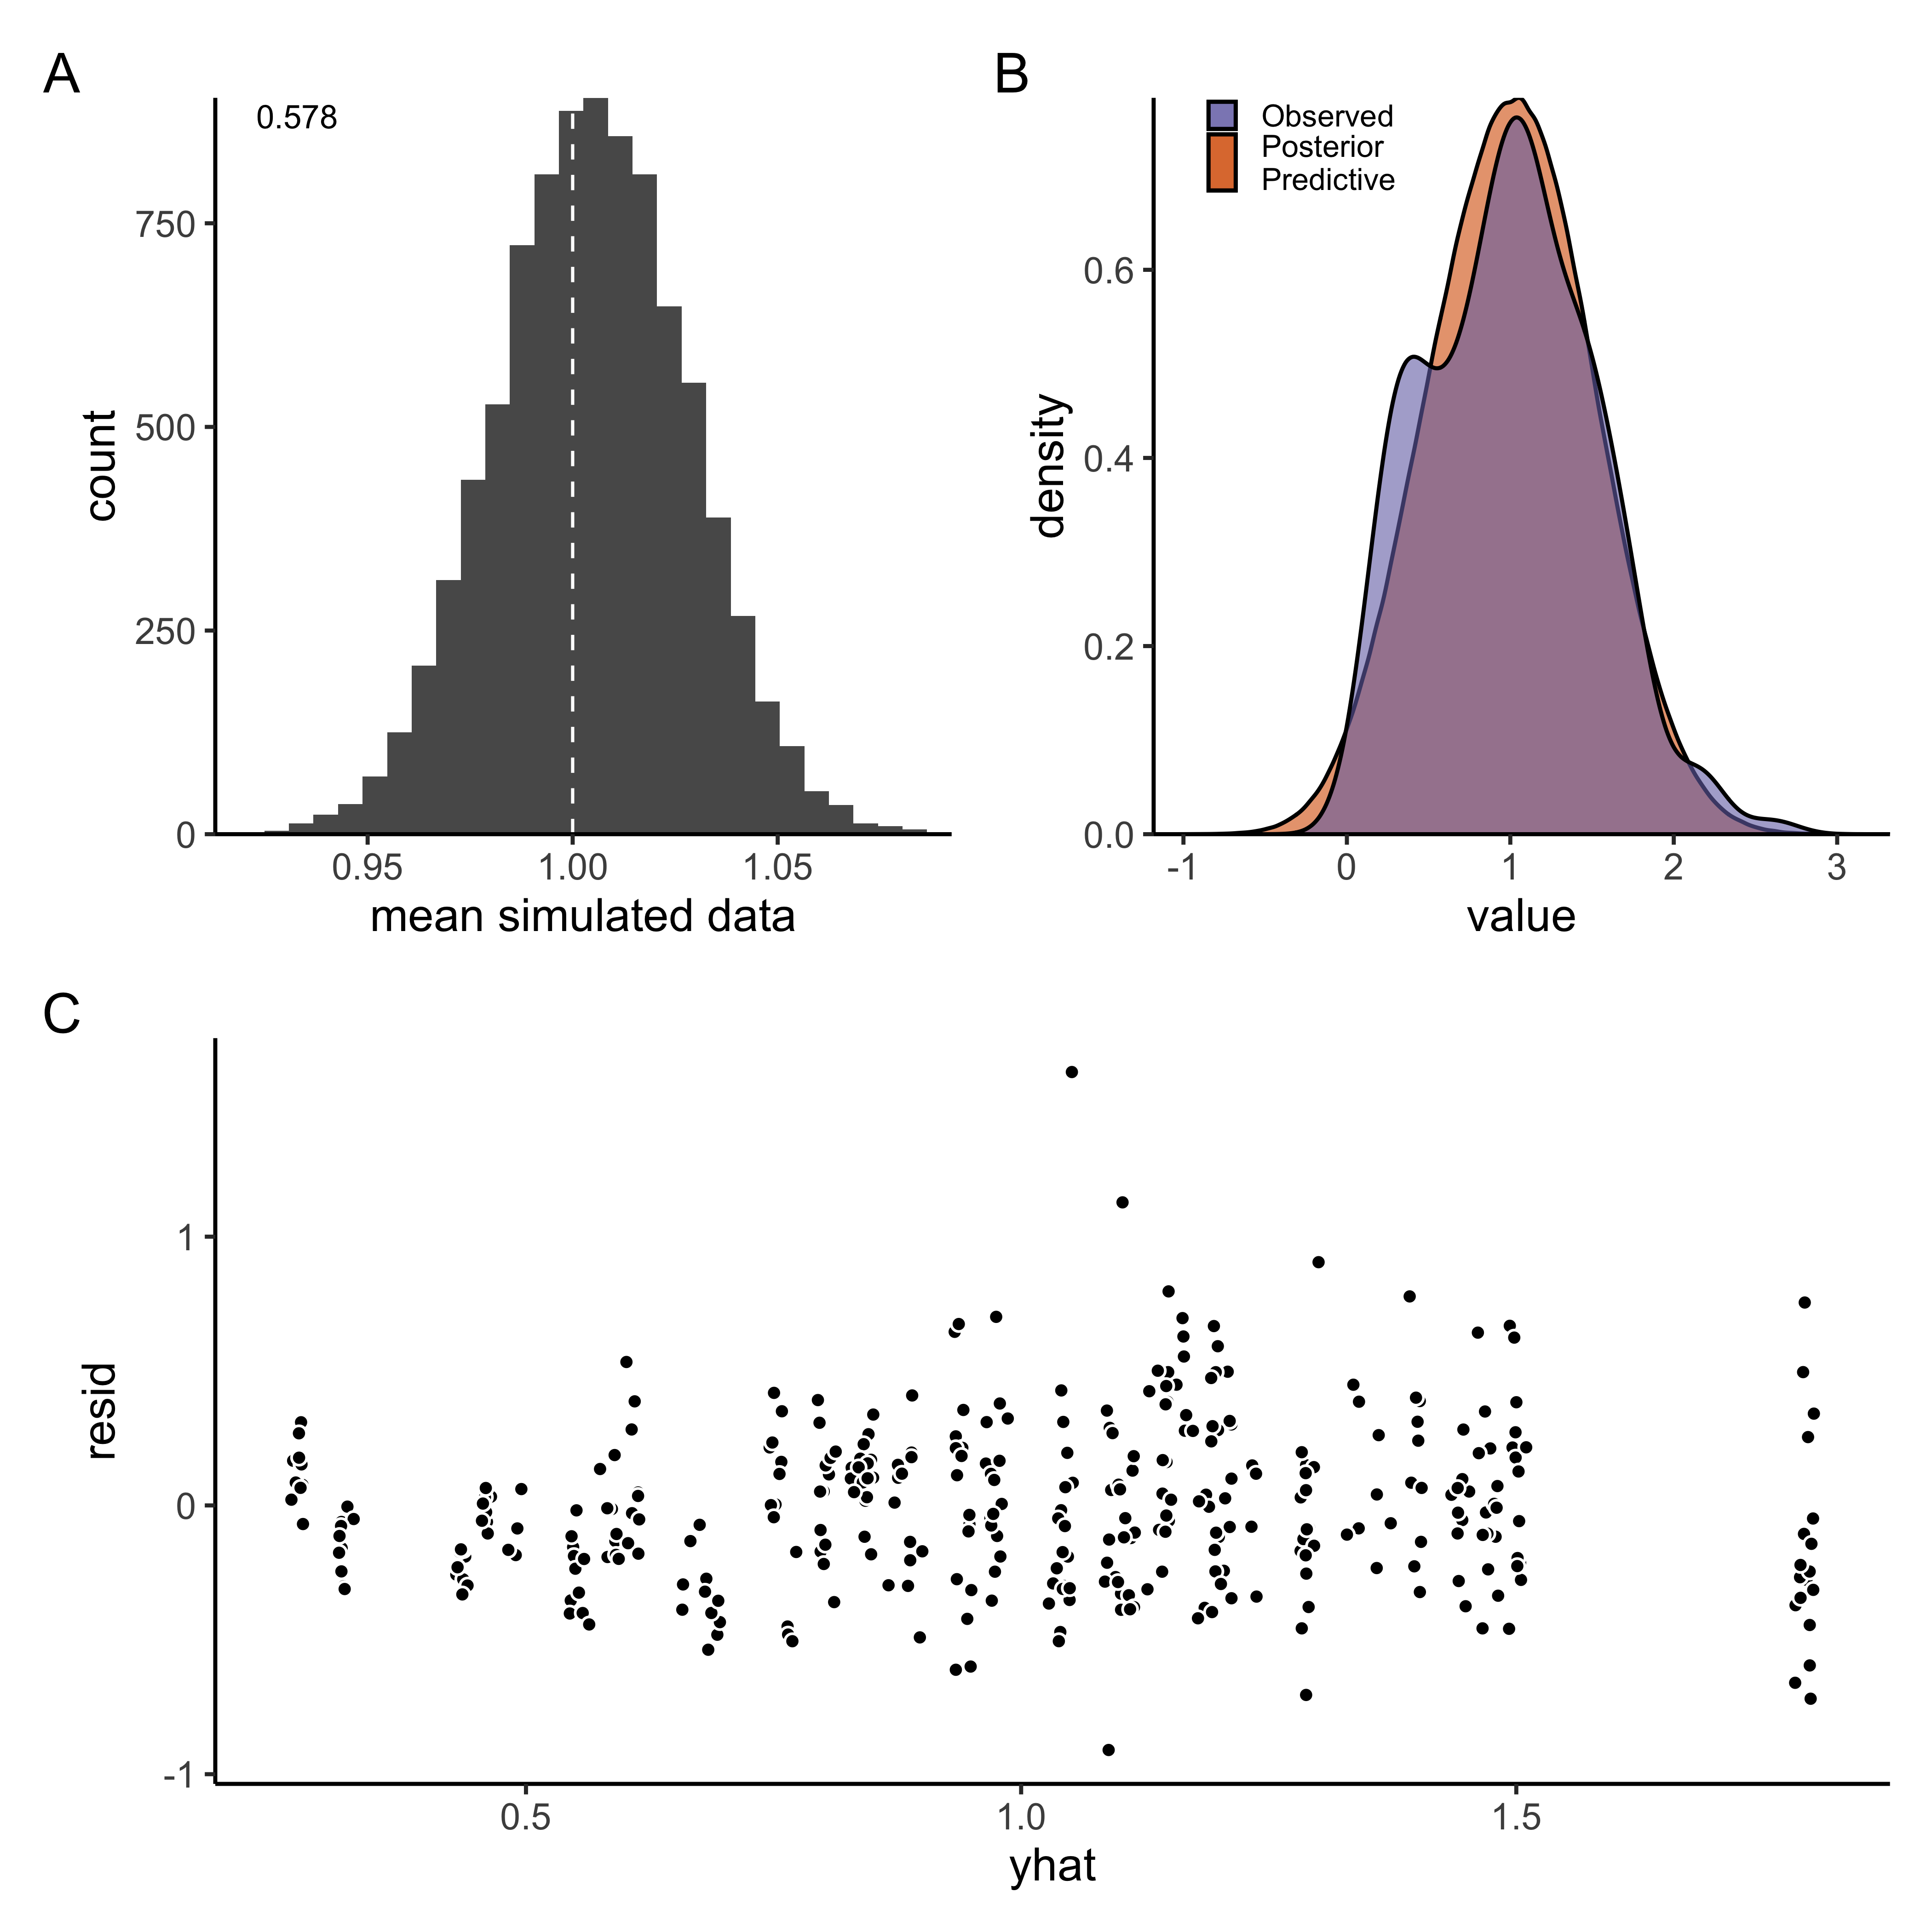 A
0.578
750
500
250
0
count
0.95 1.00 1.05
mean simulated data
B
Observed
Posterior
Predictive
0.6
0.4
0.2
0.0
density
-1 0 1 2 3
value
C
1
0
-1
resid
0.5 1.0 1.5
yhat